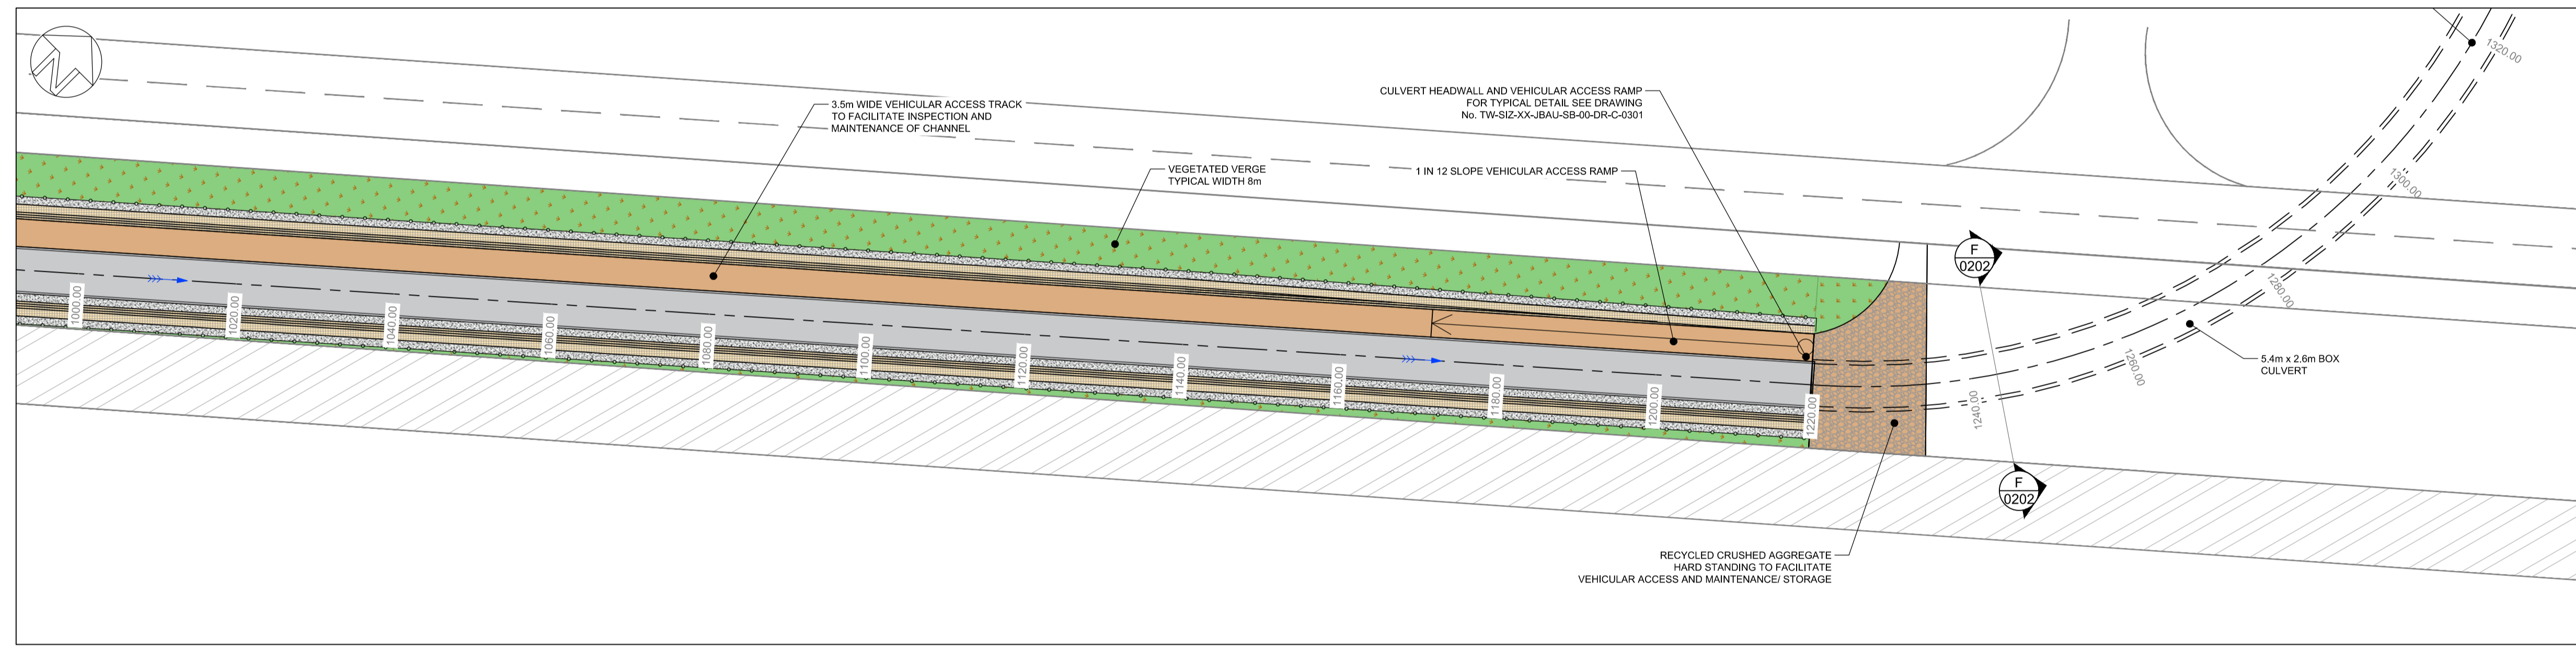 3.5m WIDE VEHICULAR ACCESS TRACK
TO FACILITATE INSPECTION AND
MAINTENANCE OF CHANNEL
VEGETATED VERGE
TYPICAL WIDTH 8m
CULVERT HEADWALL AND VEHICULAR ACCESS RAMP
FOR TYPICAL DETAIL SEE DRAWING
No. TW-SIZ-XX-JBAU-SB-00-DR-C-0301
1 IN 12 SLOPE VEHICULAR ACCESS RAMP
1000.00
1020.00
1040.00
1060.00
1080.00
1100.00
1120.00
1140.00
1160.00
1180.00
1200.00
1220.00
1240.00
1260.00
1280.00
1300.00
1320.00
F
0202
F
0202
5.4m x 2.6m BOX
CULVERT
RECYCLED CRUSHED AGGREGATE
HARD STANDING TO FACILITATE
VEHICULAR ACCESS AND MAINTENANCE/ STORAGE